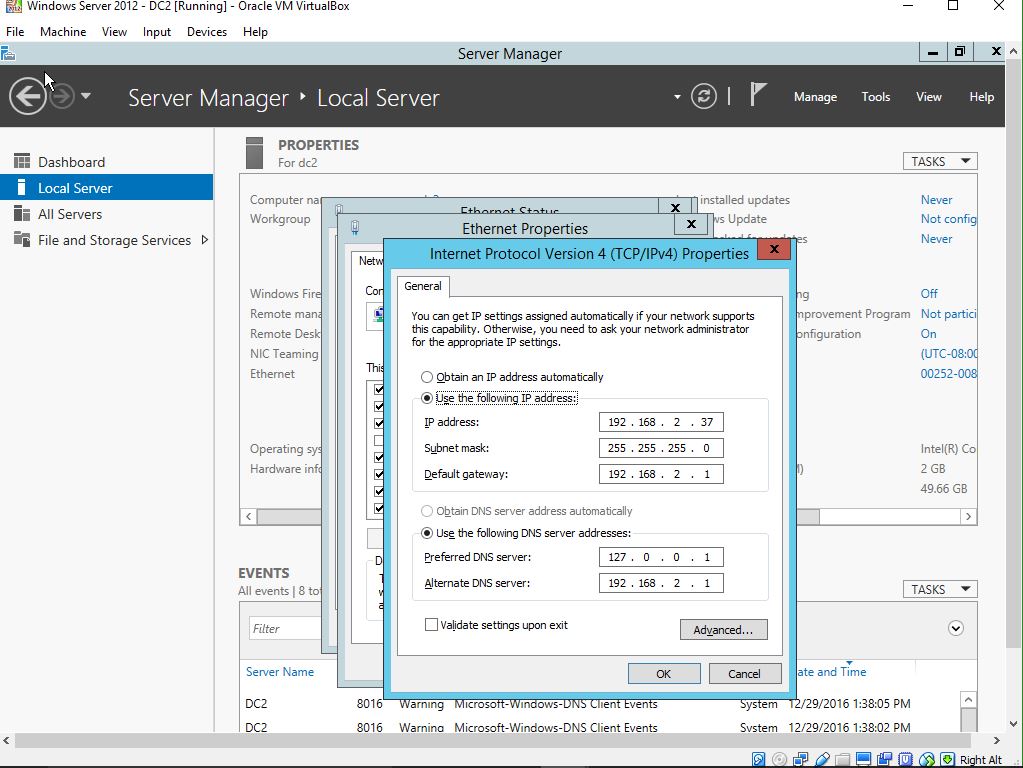 Windows Server 2012 - DC2 [Running] - Oracle VM VirtualBox
File Machine View Input Devices Help
Server Manager
Server Manager ‣ Local Server
Manage Tools View Help
Dashboard
Local Server
All Servers
File and Storage Services
PROPERTIES
For dc2
TASKS
Computer na
Workgroup
installed updates
Never
ws Update
Not config
ked for updates
Never
Windows Fire
Off
Remote mana
mprovement Program
Not partici
Remote Desk
onfiguration
On
NIC Teaming
(UTC-08:00
Ethernet
00252-008
Operating sys
Intel(R) Co
Hardware info
2 GB
49.66 GB
Ethernet Status
Ethernet Properties
Netw
Con
This
Internet Protocol Version 4 (TCP/IPv4) Properties
General
You can get IP settings assigned automatically if your network supports
this capability. Otherwise, you need to ask your network administrator
for the appropriate IP settings.
Obtain an IP address automatically
Use the following IP address:
IP address: 192 . 168 . 2 . 37
Subnet mask: 255 . 255 . 255 . 0
Default gateway: 192 . 168 . 2 . 1
Obtain DNS server address automatically
Use the following DNS server addresses:
Preferred DNS server: 127 . 0 . 0 . 1
Alternate DNS server: 192 . 168 . 2 . 1
Validate settings upon exit
Advanced...
OK Cancel
EVENTS
All events | 8 tot
TASKS
Filter
Server Name
ate and Time
DC2 8016 Warning Microsoft-Windows-DNS Client Events System 12/29/2016 1:38:05 PM
DC2 8016 Warning Microsoft-Windows-DNS Client Events System 12/29/2016 1:38:02 PM
Right Alt